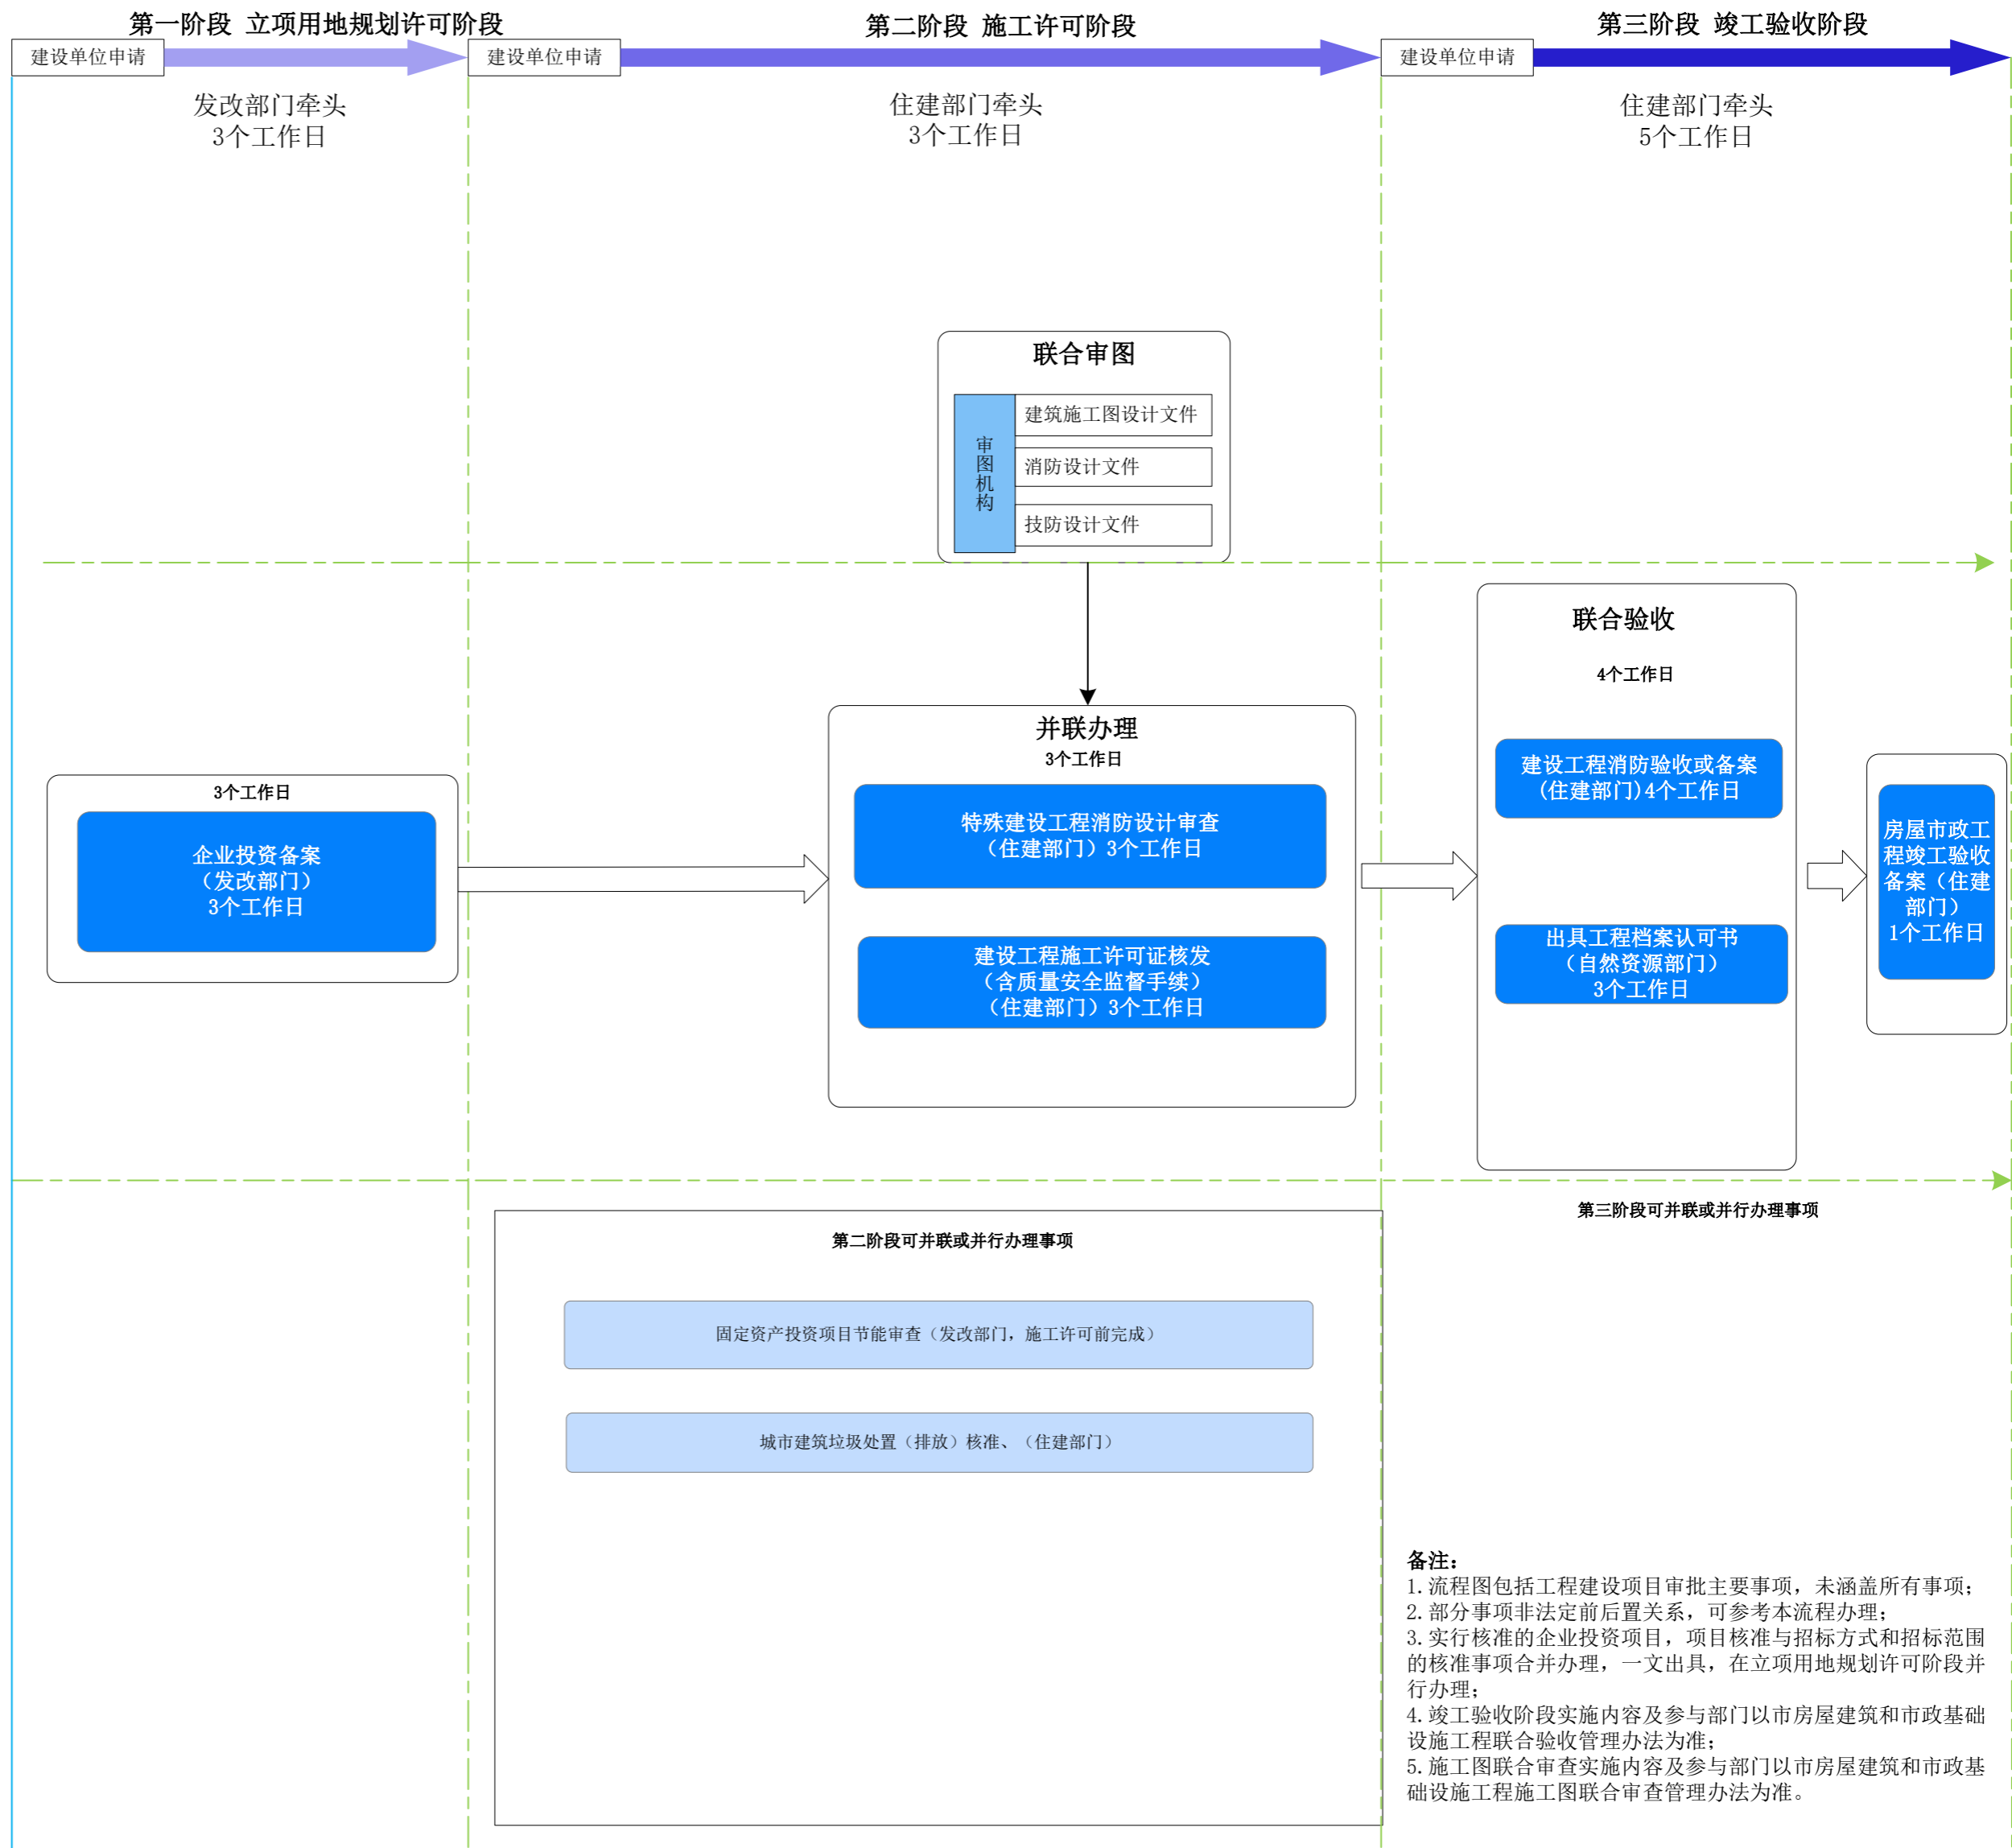 第一阶段 立项用地规划许可阶段
第二阶段 施工许可阶段
第三阶段 竣工验收阶段
建设单位申请
建设单位申请
建设单位申请
发改部门牵头
3个工作日
住建部门牵头
3个工作日
住建部门牵头
5个工作日
联合审图
审图机构
建筑施工图设计文件
消防设计文件
技防设计文件
3个工作日
企业投资备案
（发改部门）
3个工作日
并联办理
3个工作日
特殊建设工程消防设计审查
（住建部门）3个工作日
建设工程施工许可证核发
（含质量安全监督手续）
（住建部门）3个工作日
联合验收
4个工作日
建设工程消防验收或备案
(住建部门)4个工作日
出具工程档案认可书
（自然资源部门）
3个工作日
房屋市政工
程竣工验收
备案（住建
部门）
1个工作日
第二阶段可并联或并行办理事项
固定资产投资项目节能审查（发改部门，施工许可前完成）
城市建筑垃圾处置（排放）核准、（住建部门）
第三阶段可并联或并行办理事项
备注：
1.流程图包括工程建设项目审批主要事项，未涵盖所有事项；
2.部分事项非法定前后置关系，可参考本流程办理；
3.实行核准的企业投资项目，项目核准与招标方式和招标范围
的核准事项合并办理，一文出具，在立项用地规划许可阶段并
行办理；
4.竣工验收阶段实施内容及参与部门以市房屋建筑和市政基础
设施工程联合验收管理办法为准；
5.施工图联合审查实施内容及参与部门以市房屋建筑和市政基
础设施工程施工图联合审查管理办法为准。